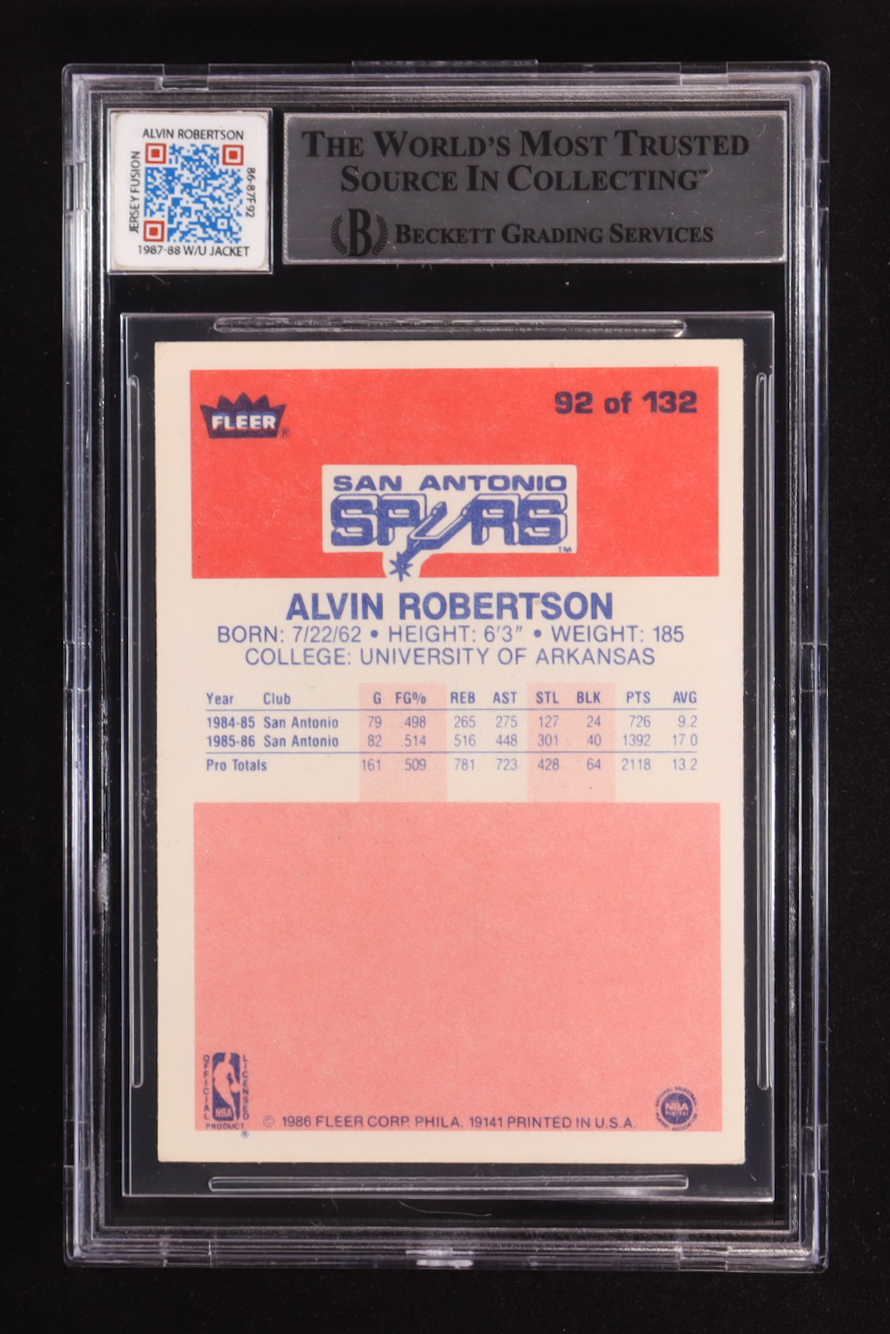 ALVIN ROBERTSON
JERSEY FUSION
86-87F-92
1987-88 W/U JACKET
THE WORLD'S MOST TRUSTED
SOURCE IN COLLECTING™
B BECKETT GRADING SERVICES
FLEER®
92 of 132
SAN ANTONIO
SPURS
TM
ALVIN ROBERTSON
BORN: 7/22/62 • HEIGHT: 6'3" • WEIGHT: 185
COLLEGE: UNIVERSITY OF ARKANSAS
Year Club G FG% REB AST STL BLK PTS AVG
1984-85 San Antonio 79 .498 265 275 127 24 726 9.2
1985-86 San Antonio 82 .514 516 448 301 40 1392 17.0
Pro Totals 161 .509 781 723 428 64 2118 13.2
OFFICIAL
LICENSED
NBA
PRODUCT
®
© 1986 FLEER CORP. PHILA. 19141 PRINTED IN U.S.A.
NBA
PLAYERS